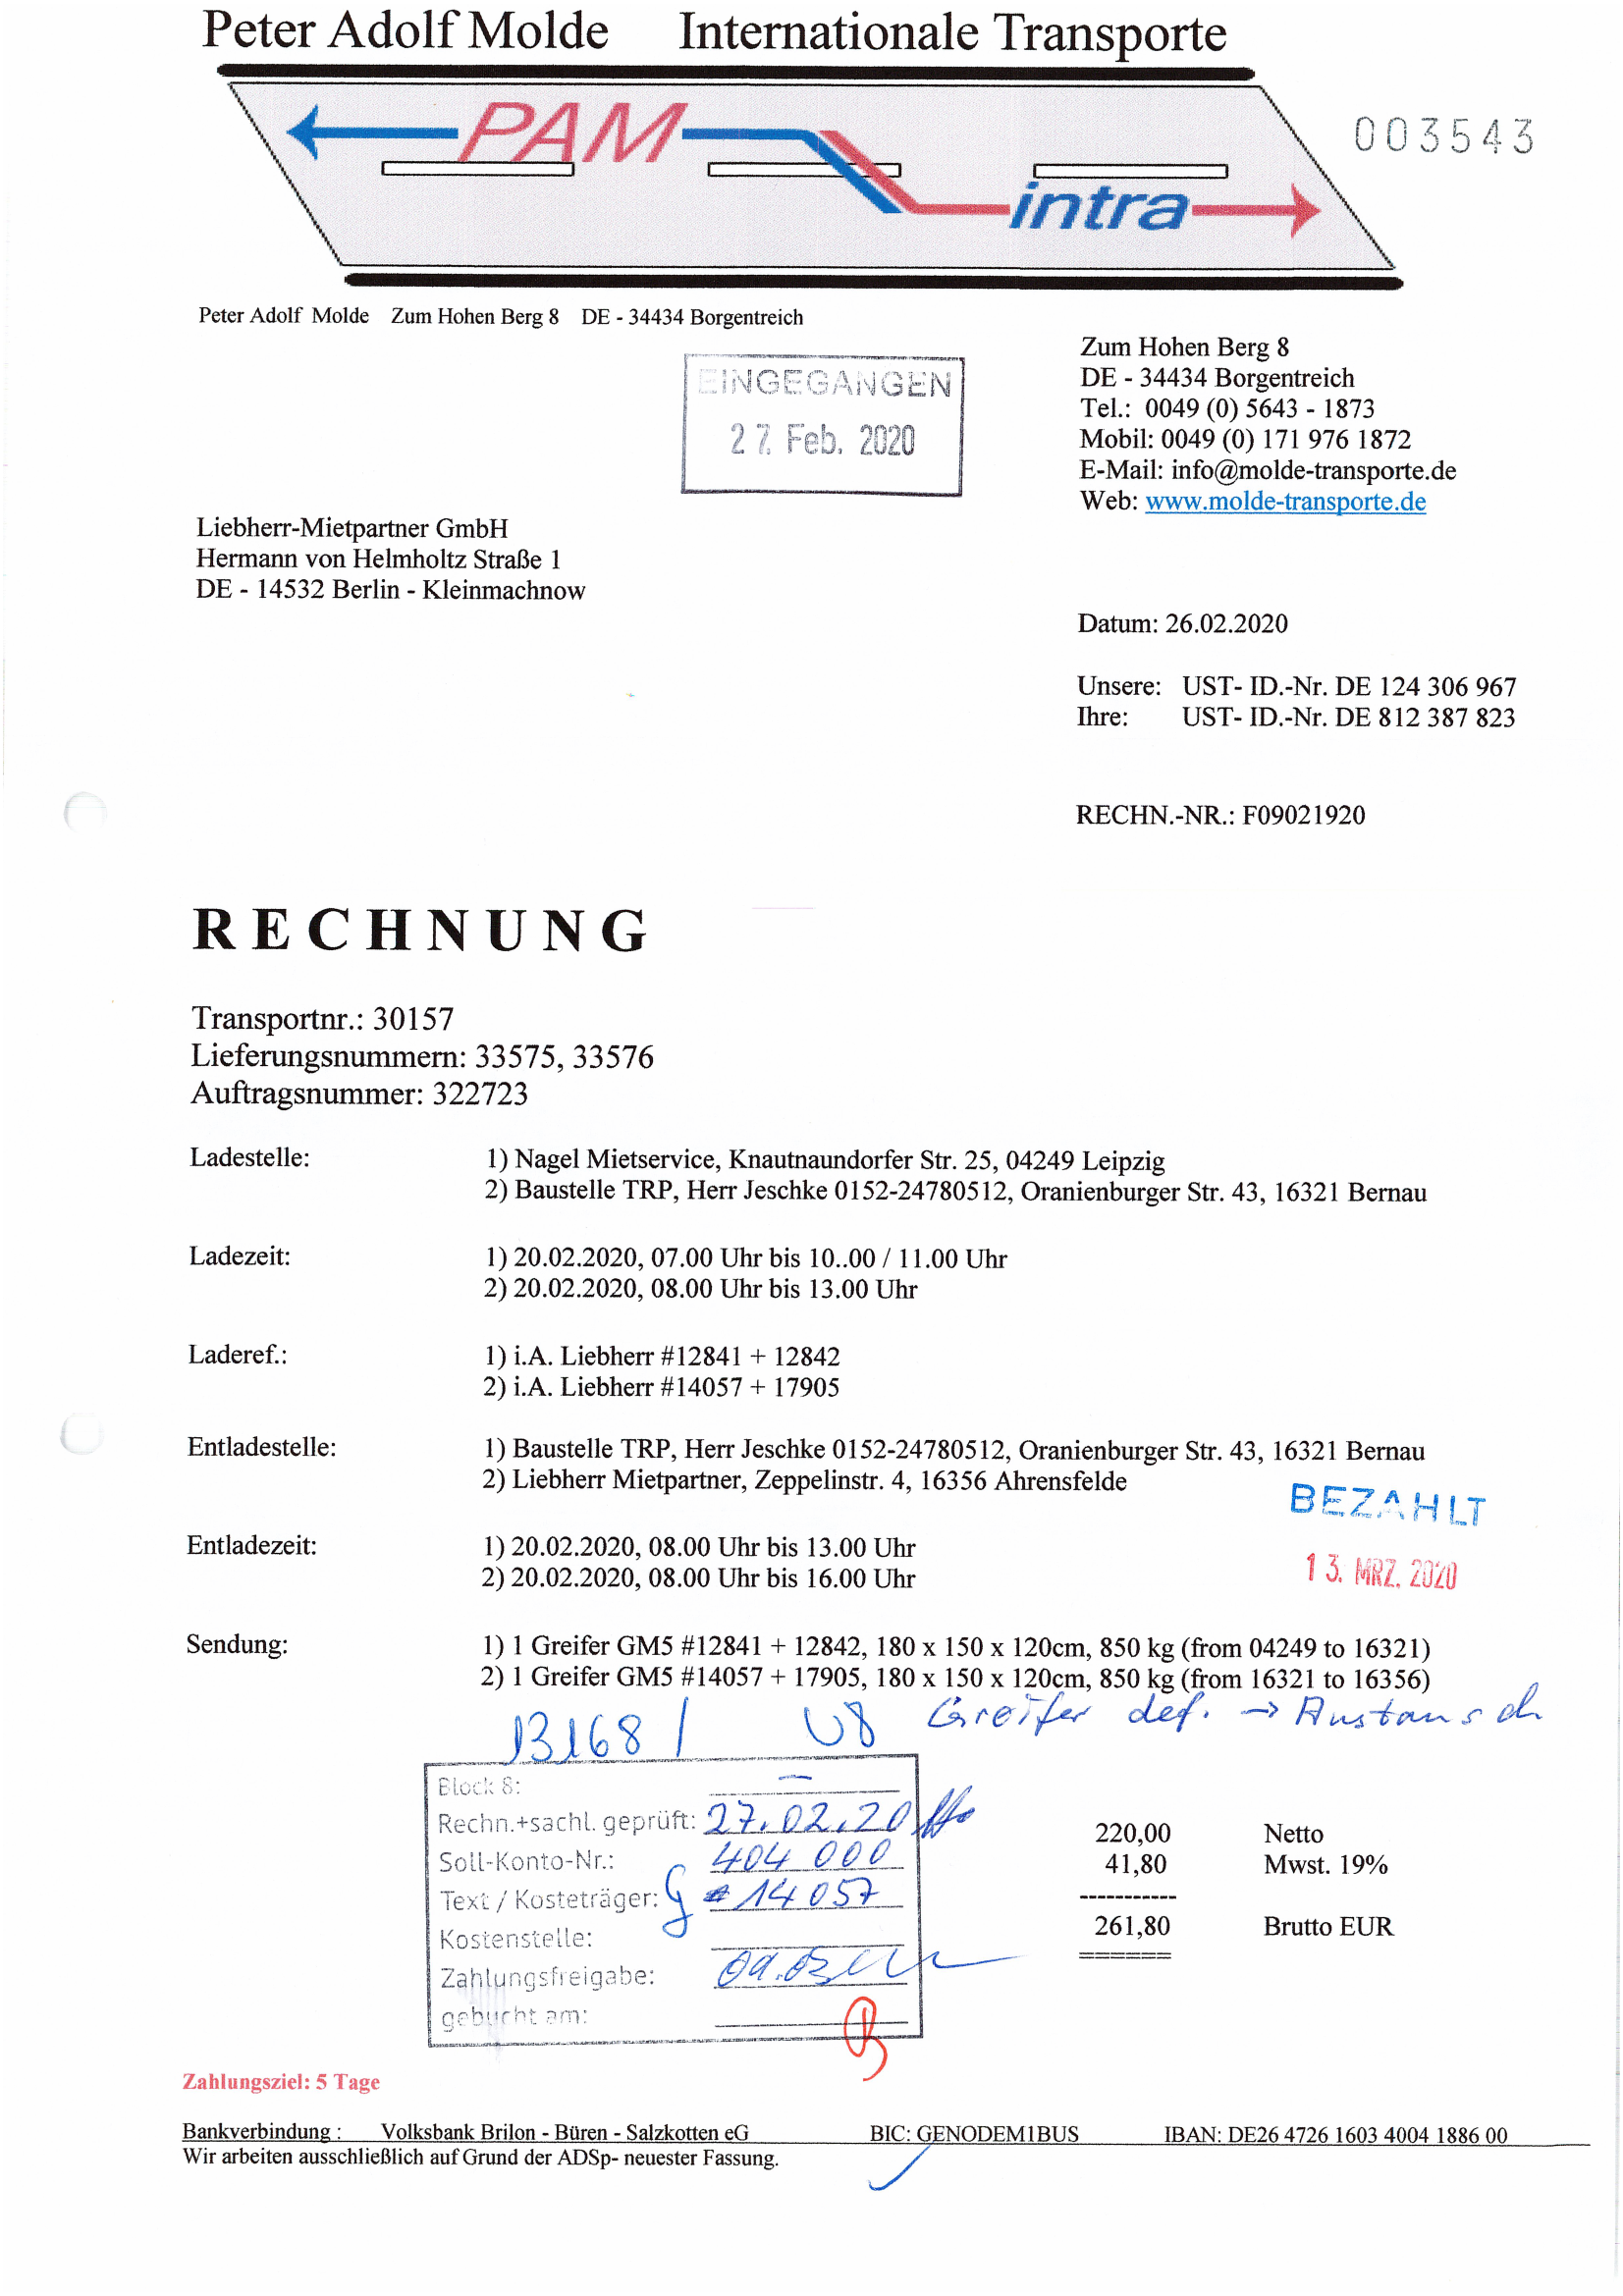 Peter Adolf Molde Internationale Transporte
PAM
intra
003543
Peter Adolf Molde Zum Hohen Berg 8 DE - 34434 Borgentreich
EINGEGANGEN
27. Feb. 2020
Zum Hohen Berg 8
DE - 34434 Borgentreich
Tel.: 0049 (0) 5643 - 1873
Mobil: 0049 (0) 171 976 1872
E-Mail: info@molde-transporte.de
Web: www.molde-transporte.de
Liebherr-Mietpartner GmbH
Hermann von Helmholtz Straße 1
DE - 14532 Berlin - Kleinmachnow
Datum: 26.02.2020
Unsere: UST- ID.-Nr. DE 124 306 967
Ihre: UST- ID.-Nr. DE 812 387 823
RECHN.-NR.: F09021920
RECHNUNG
Transportnr.: 30157
Lieferungsnummern: 33575, 33576
Auftragsnummer: 322723
Ladestelle: 1) Nagel Mietservice, Knautnaundorfer Str. 25, 04249 Leipzig
2) Baustelle TRP, Herr Jeschke 0152-24780512, Oranienburger Str. 43, 16321 Bernau
Ladezeit: 1) 20.02.2020, 07.00 Uhr bis 10..00 / 11.00 Uhr
2) 20.02.2020, 08.00 Uhr bis 13.00 Uhr
Laderef.: 1) i.A. Liebherr #12841 + 12842
2) i.A. Liebherr #14057 + 17905
Entladestelle: 1) Baustelle TRP, Herr Jeschke 0152-24780512, Oranienburger Str. 43, 16321 Bernau
2) Liebherr Mietpartner, Zeppelinstr. 4, 16356 Ahrensfelde
BEZAHLT
13. MRZ. 2020
Entladezeit: 1) 20.02.2020, 08.00 Uhr bis 13.00 Uhr
2) 20.02.2020, 08.00 Uhr bis 16.00 Uhr
Sendung: 1) 1 Greifer GM5 #12841 + 12842, 180 x 150 x 120cm, 850 kg (from 04249 to 16321)
2) 1 Greifer GM5 #14057 + 17905, 180 x 150 x 120cm, 850 kg (from 16321 to 16356)
13168 / U8 Greifer def. → Austausch
Block 8: –
Rechn.+sachl. geprüft: 27.02.20
Soll-Konto-Nr.: 404 000
Text / Kosteträger: G # 14057
Kostenstelle:
Zahlungsfreigabe: 09.03
gebucht am:
220,00 Netto
41,80 Mwst. 19%
-----------
261,80 Brutto EUR
======
Zahlungsziel: 5 Tage
Bankverbindung : Volksbank Brilon - Büren - Salzkotten eG BIC: GENODEM1BUS IBAN: DE26 4726 1603 4004 1886 00
Wir arbeiten ausschließlich auf Grund der ADSp- neuester Fassung.